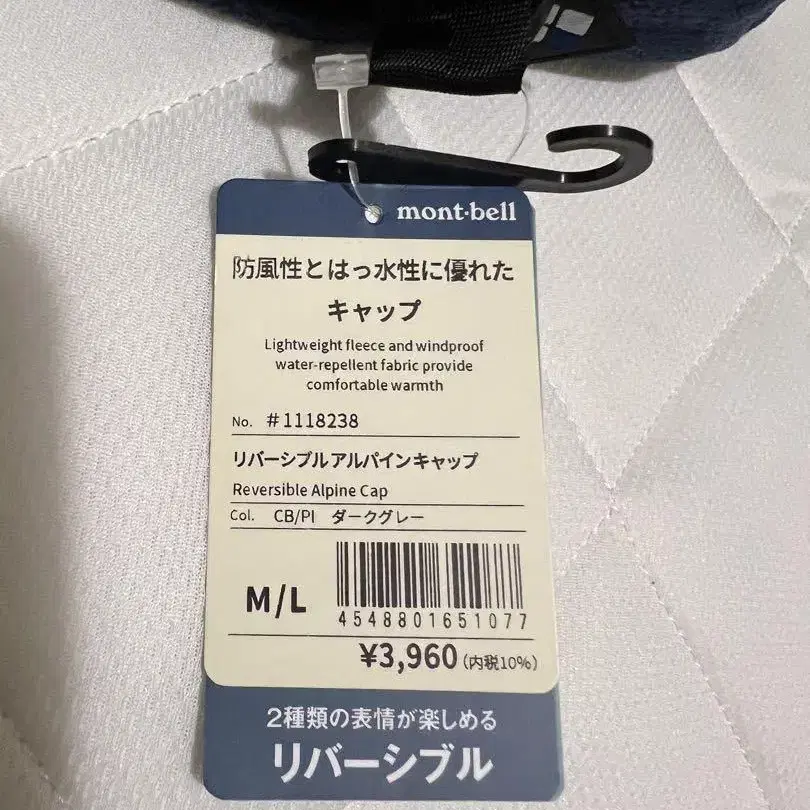 mont·bell
防風性とはっ水性に優れた
キャップ
Lightweight fleece and windproof
water-repellent fabric provide
comfortable warmth
No. #1118238
リバーシブルアルパインキャップ
Reversible Alpine Cap
Col. CB/PI ダークグレー
M/L
4548801651077
¥3,960(内税10%)
2種類の表情が楽しめる
リバーシブル